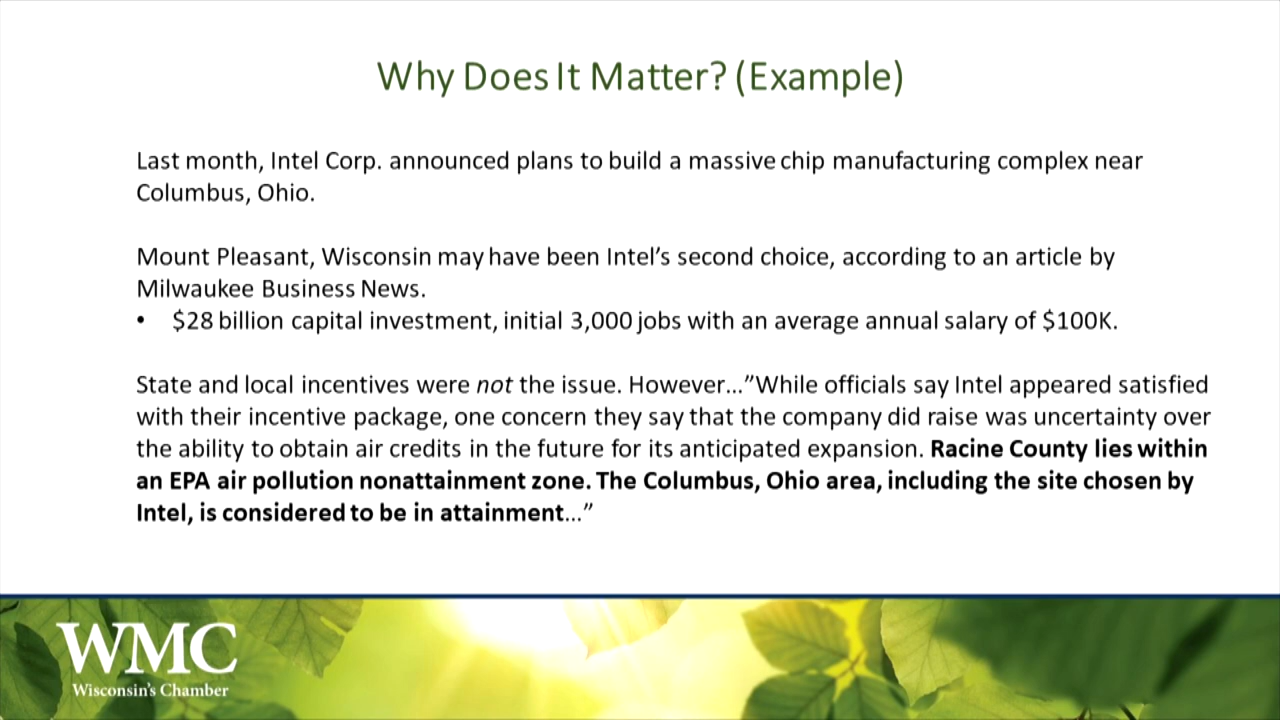 Why Does It Matter? (Example)
Last month, Intel Corp. announced plans to build a massive chip manufacturing complex near
Columbus, Ohio.
Mount Pleasant, Wisconsin may have been Intel’s second choice, according to an article by
Milwaukee Business News.
• $28 billion capital investment, initial 3,000 jobs with an average annual salary of $100K.
State and local incentives were not the issue. However…”While officials say Intel appeared satisfied
with their incentive package, one concern they say that the company did raise was uncertainty over
the ability to obtain air credits in the future for its anticipated expansion. Racine County lies within
an EPA air pollution nonattainment zone. The Columbus, Ohio area, including the site chosen by
Intel, is considered to be in attainment…”
WMC
Wisconsin's Chamber